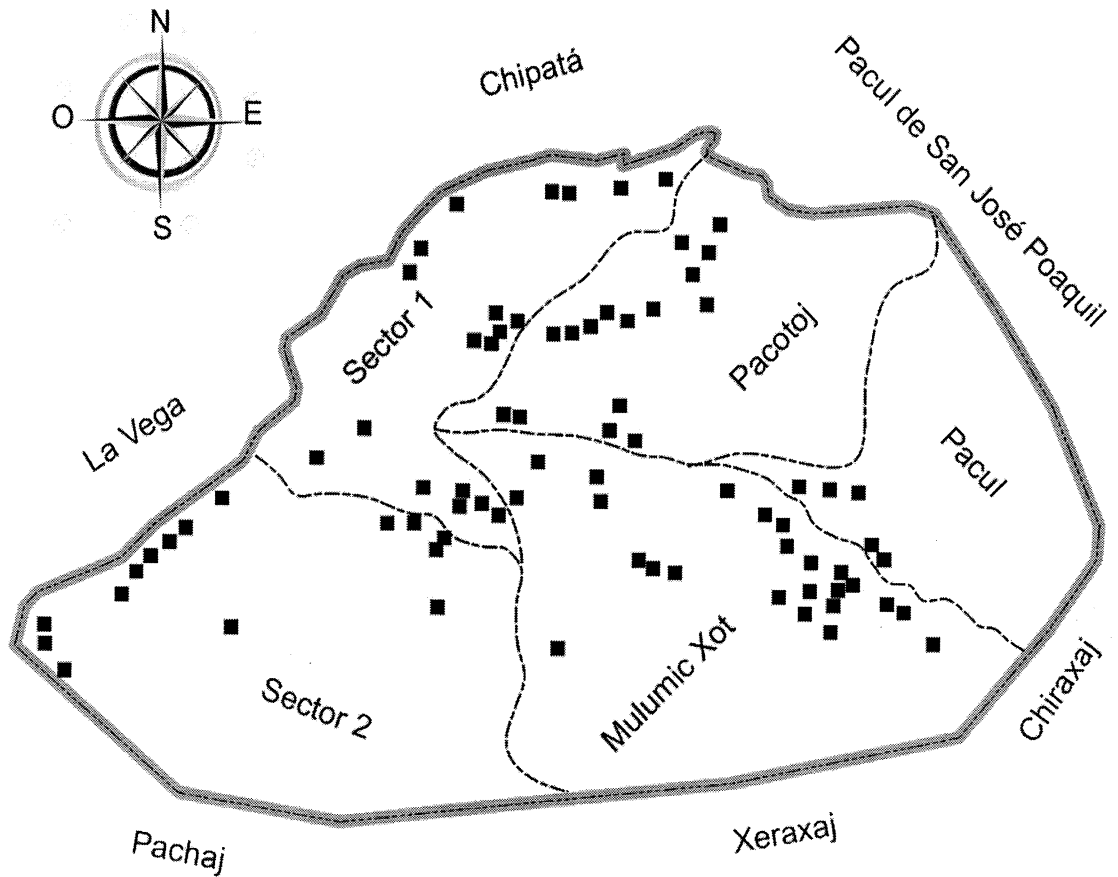 N
O
E
S
Chipatá
Pacul de San José Poaquil
Sector 1
Pacotoj
La Vega
Pacul
Sector 2
Mulumic Xot
Chiraxaj
Pachaj
Xeraxaj